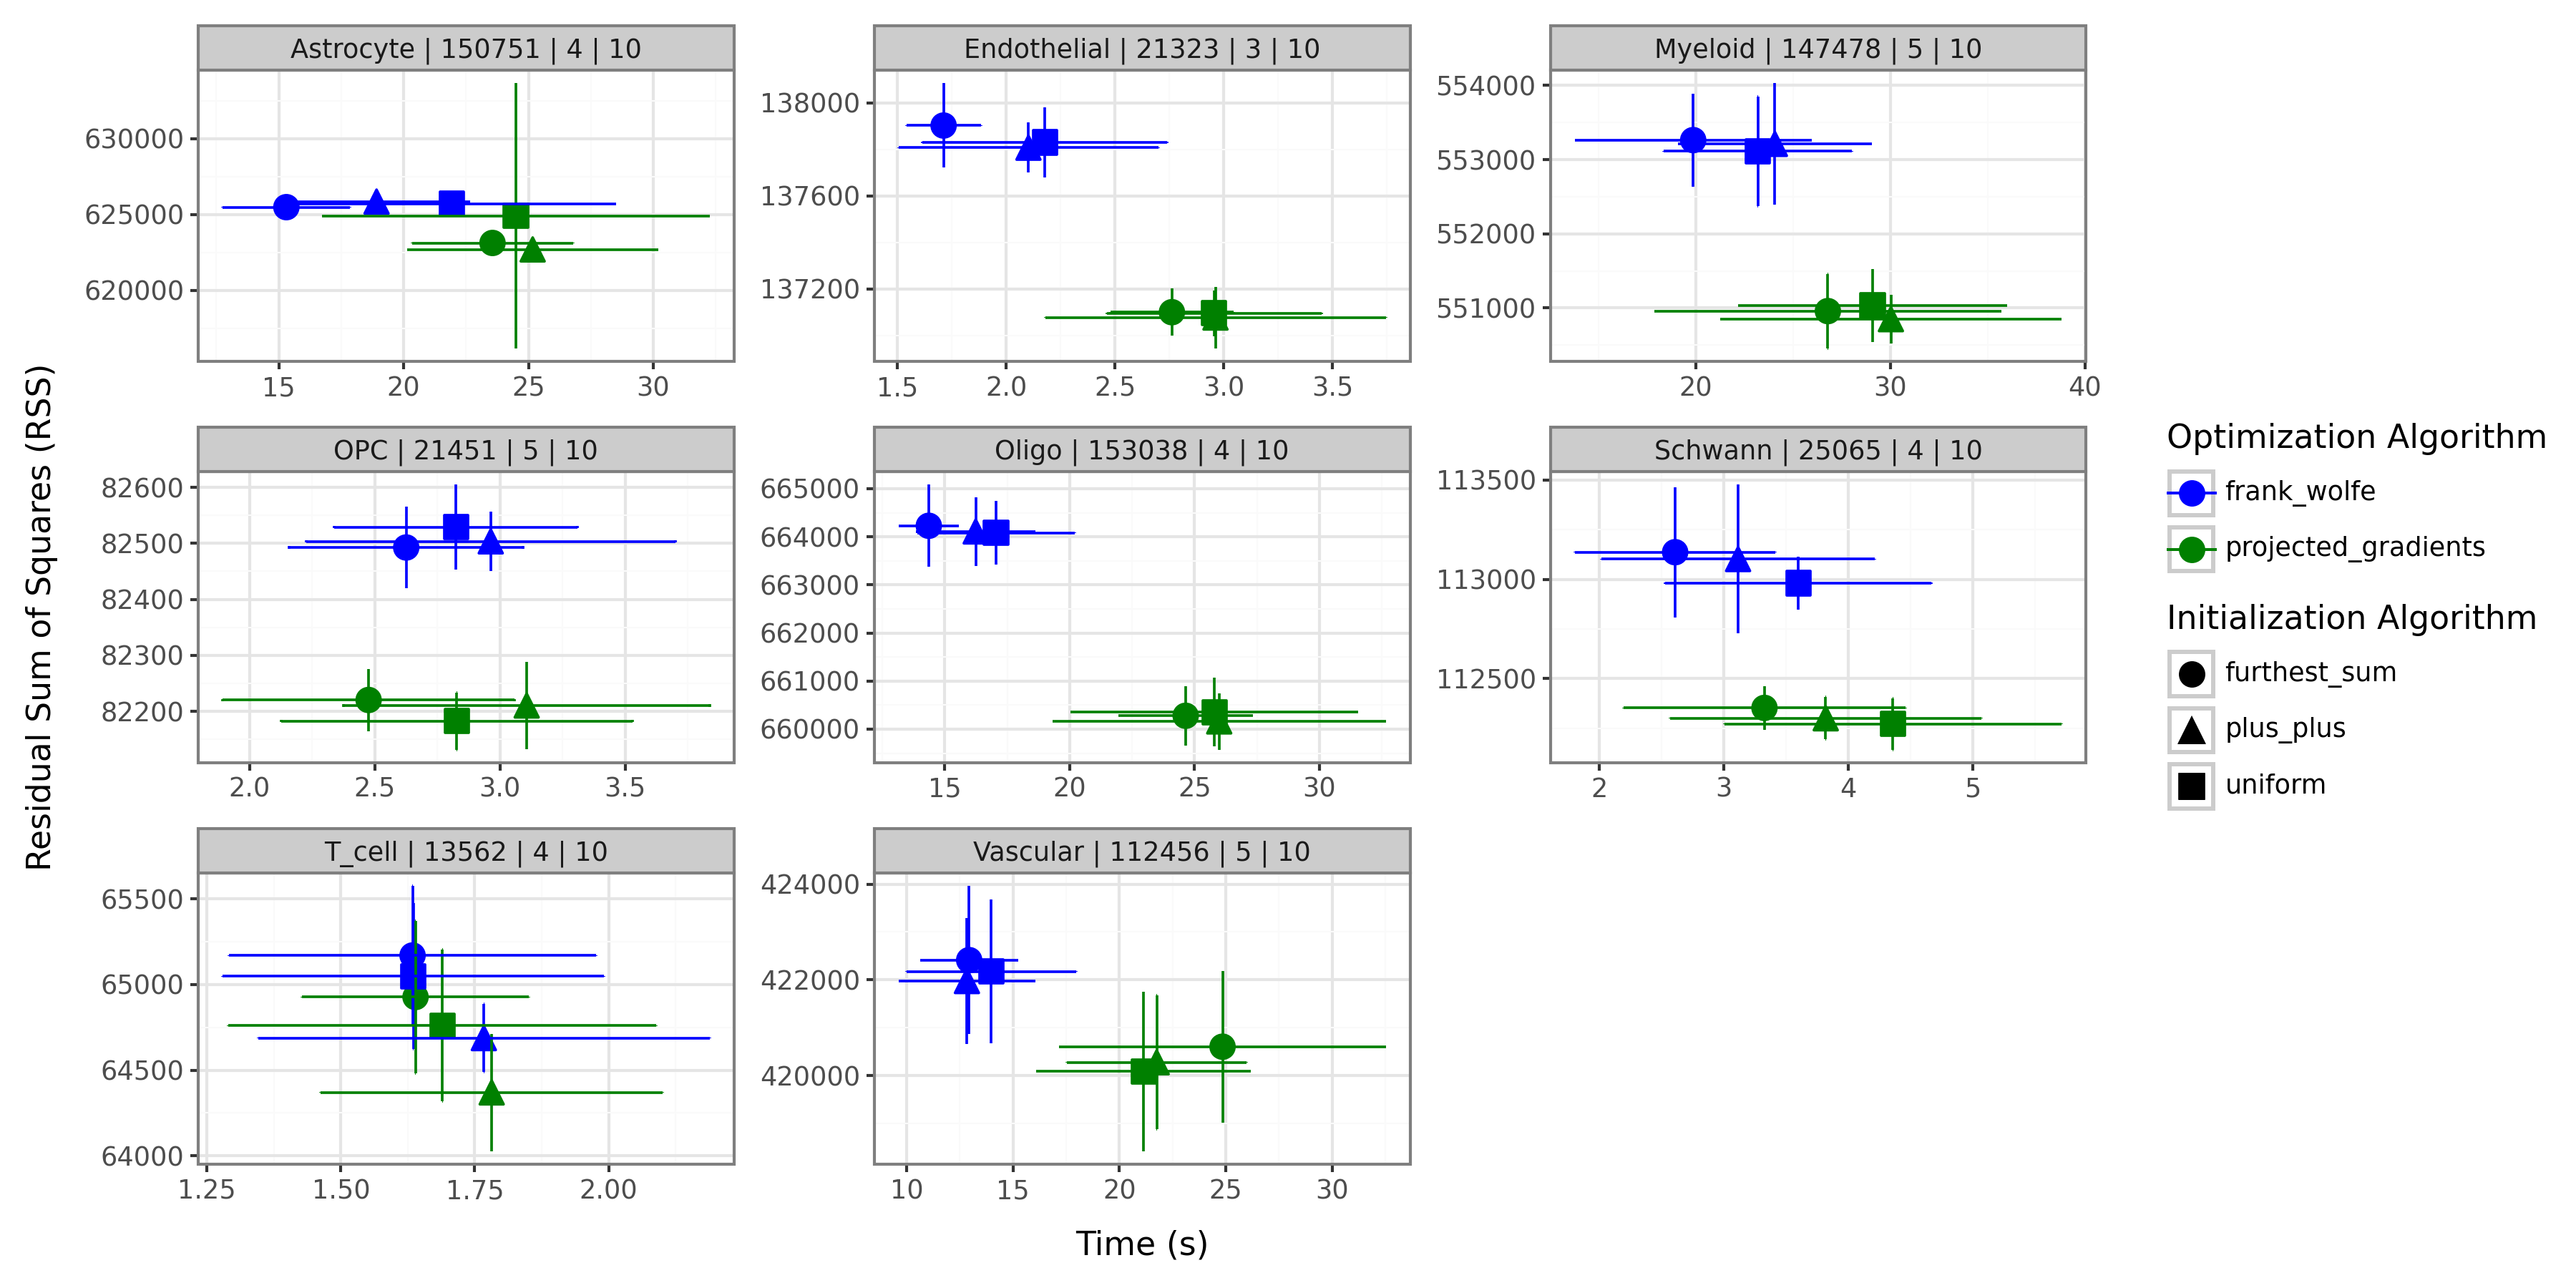 Astrocyte | 150751 | 4 | 10
630000
625000
620000
15 20 25 30
Endothelial | 21323 | 3 | 10
138000
137600
137200
1.5 2.0 2.5 3.0 3.5
Myeloid | 147478 | 5 | 10
554000
553000
552000
551000
20 30 40
OPC | 21451 | 5 | 10
82600
82500
82400
82300
82200
2.0 2.5 3.0 3.5
Oligo | 153038 | 4 | 10
665000
664000
663000
662000
661000
660000
15 20 25 30
Schwann | 25065 | 4 | 10
113500
113000
112500
2 3 4 5
T_cell | 13562 | 4 | 10
65500
65000
64500
64000
1.25 1.50 1.75 2.00
Vascular | 112456 | 5 | 10
424000
422000
420000
10 15 20 25 30
Residual Sum of Squares (RSS)
Time (s)
Optimization Algorithm
frank_wolfe
projected_gradients
Initialization Algorithm
furthest_sum
plus_plus
uniform